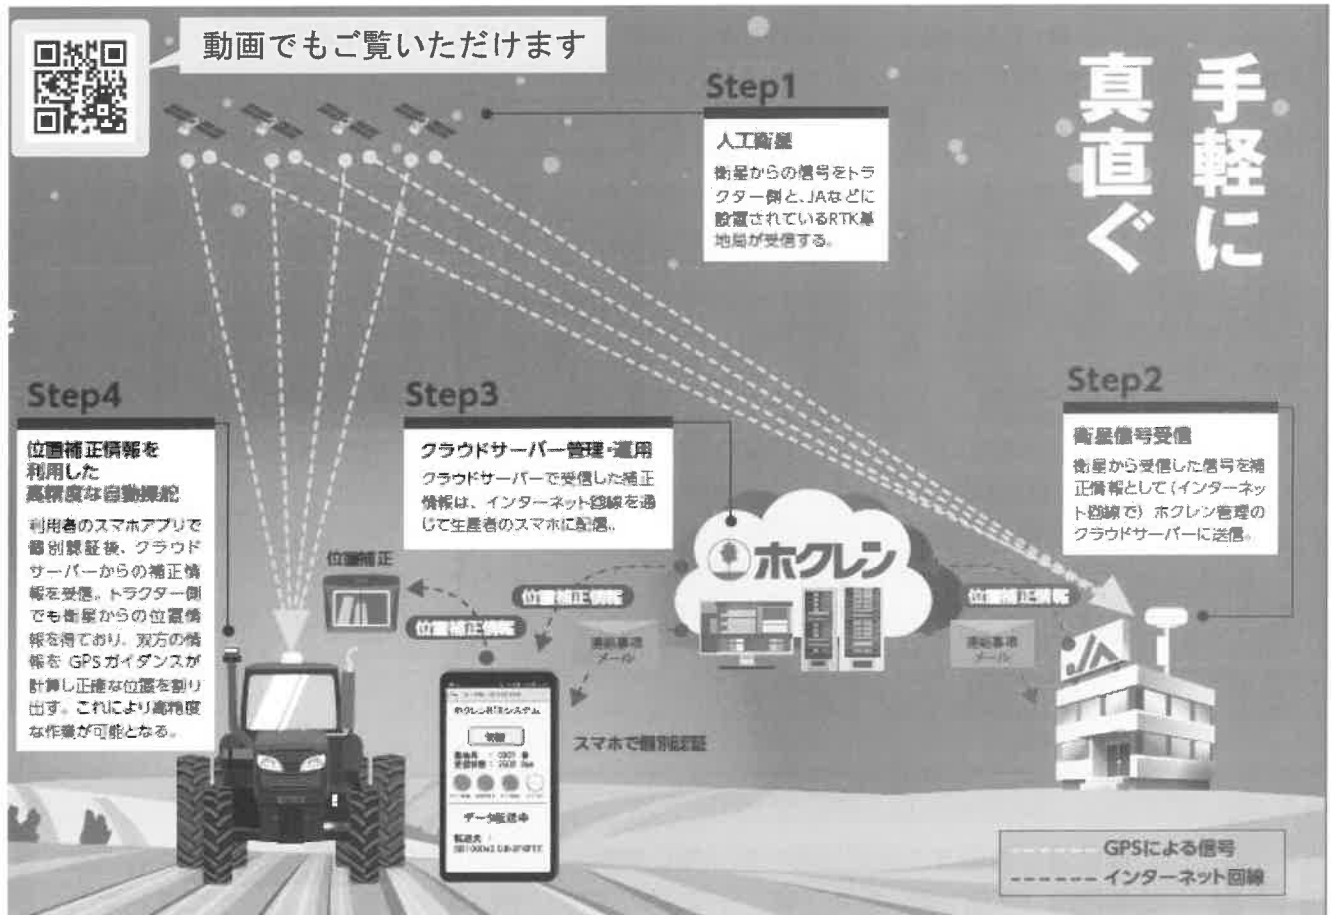 動画でもご覧いただけます
手軽に
真直ぐ
Step1
人工衛星
衛星からの信号をトラ
クター側と、JAなどに
設置されているRTK基
地局が受信する。
Step2
衛星信号受信
衛星から受信した信号を補
正情報として(インターネッ
ト回線で)ホクレン管理の
クラウドサーバーに送信。
Step3
クラウドサーバー管理・運用
クラウドサーバーで受信した補正
情報は、インターネット回線を通
じて生産者のスマホに配信。
Step4
位置補正情報を
利用した
高精度な自動操舵
利用者のスマホアプリで
個別認証後、クラウド
サーバーからの補正情
報を受信。トラクター側
でも衛星からの位置情
報を得ており、双方の情
報を GPSガイダンスが
計算し正確な位置を割り
出す。これにより高精度
な作業が可能となる。
位置補正
位置補正情報
位置補正情報
ホクレン
位置補正情報
連絡事項
メール
連絡事項
メール
JA
ホクレンRTKシステム
切断
データ転送中
転送先:
スマホで個別認証
GPSによる信号
インターネット回線